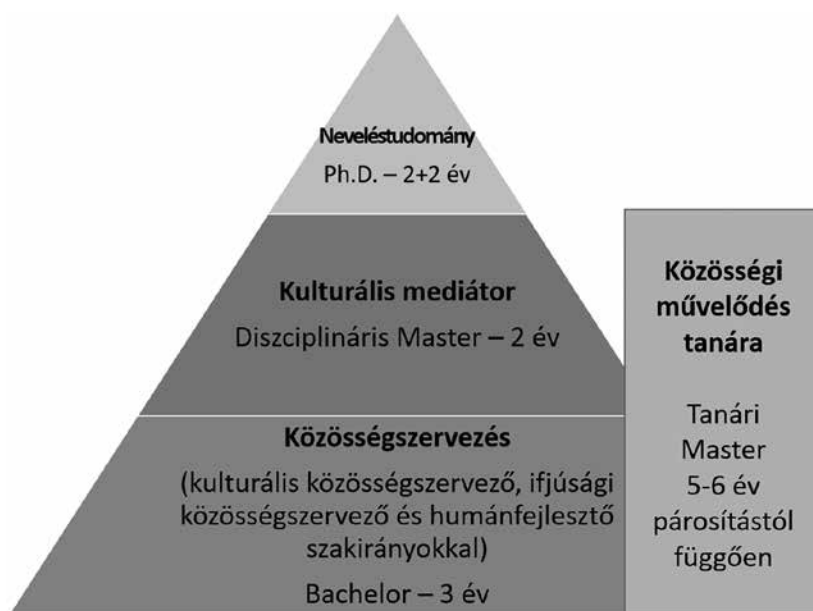 Neveléstudomány
Ph.D. – 2+2 év
Kulturális mediátor
Diszciplináris Master – 2 év
Közösségszervezés
(kulturális közösségszervező, ifjúsági
közösségszervező és humánfejlesztő
szakirányokkal)
Bachelor – 3 év
Közösségi
művelődés
tanára
Tanári
Master
5-6 év
párosítástól
függően